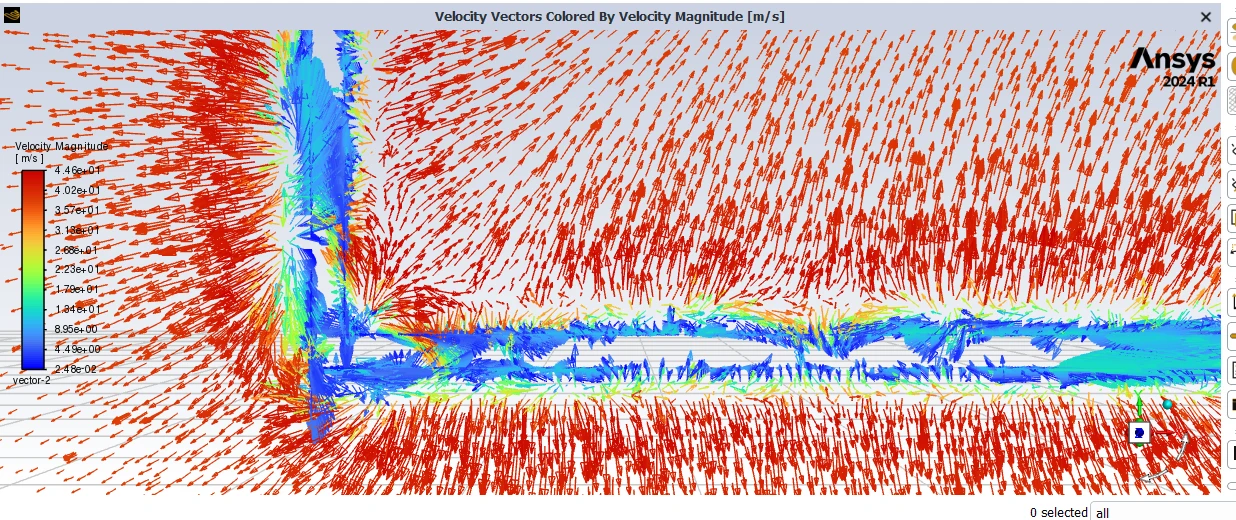 Velocity Vectors Colored By Velocity Magnitude [m/s]
Ansys
2024 R1
Velocity Magnitude
[ m/s ]
4.46e+01
4.02e+01
3.57e+01
3.13e+01
2.68e+01
2.23e+01
1.79e+01
1.34e+01
8.95e+00
4.49e+00
2.48e-02
vector-2
0 selected all